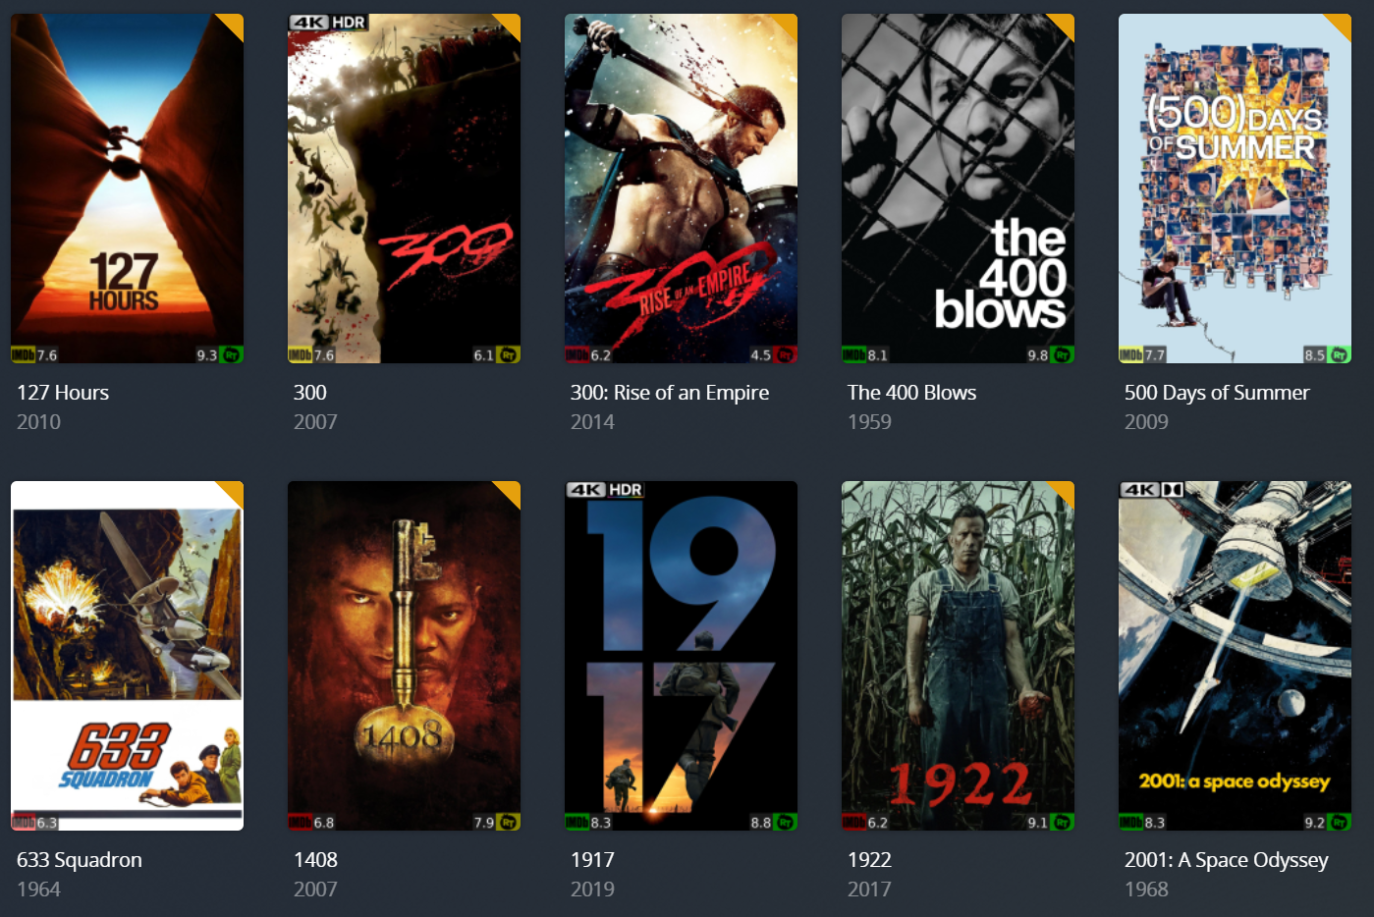 127
HOURS
IMDb 7.6
9.3 RT
127 Hours
2010
4K HDR
300
IMDb 7.6
6.1 RT
300
2007
300
RISE OF AN EMPIRE
IMDb 6.2
4.5 RT
300: Rise of an Empire
2014
the
400
blows
IMDb 8.1
9.8 RT
The 400 Blows
1959
(500) DAYS
OF SUMMER
IMDb 7.7
8.5 RT
500 Days of Summer
2009
633
SQUADRON
IMDb 6.3
633 Squadron
1964
1408
IMDb 6.8
7.9 RT
1408
2007
4K HDR
19
17
IMDb 8.3
8.8 RT
1917
2019
1922
IMDb 6.2
9.1 RT
1922
2017
4K
2001: a space odyssey
IMDb 8.3
9.2 RT
2001: A Space Odyssey
1968